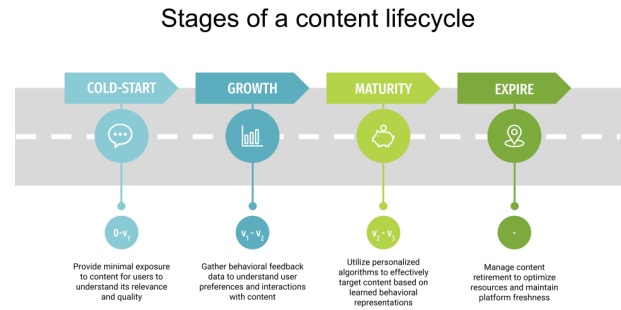 Stages of a content lifecycle
COLD-START
GROWTH
MATURITY
EXPIRE
0-v₁
v₁ - v₂
v₂ - v₃
-
Provide minimal exposure
to content for users to
understand its relevance
and quality
Gather behavioral feedback
data to understand user
preferences and interactions
with content
Utilize personalized
algorithms to effectively
target content based on
learned behavioral
representations
Manage content
retirement to optimize
resources and maintain
platform freshness